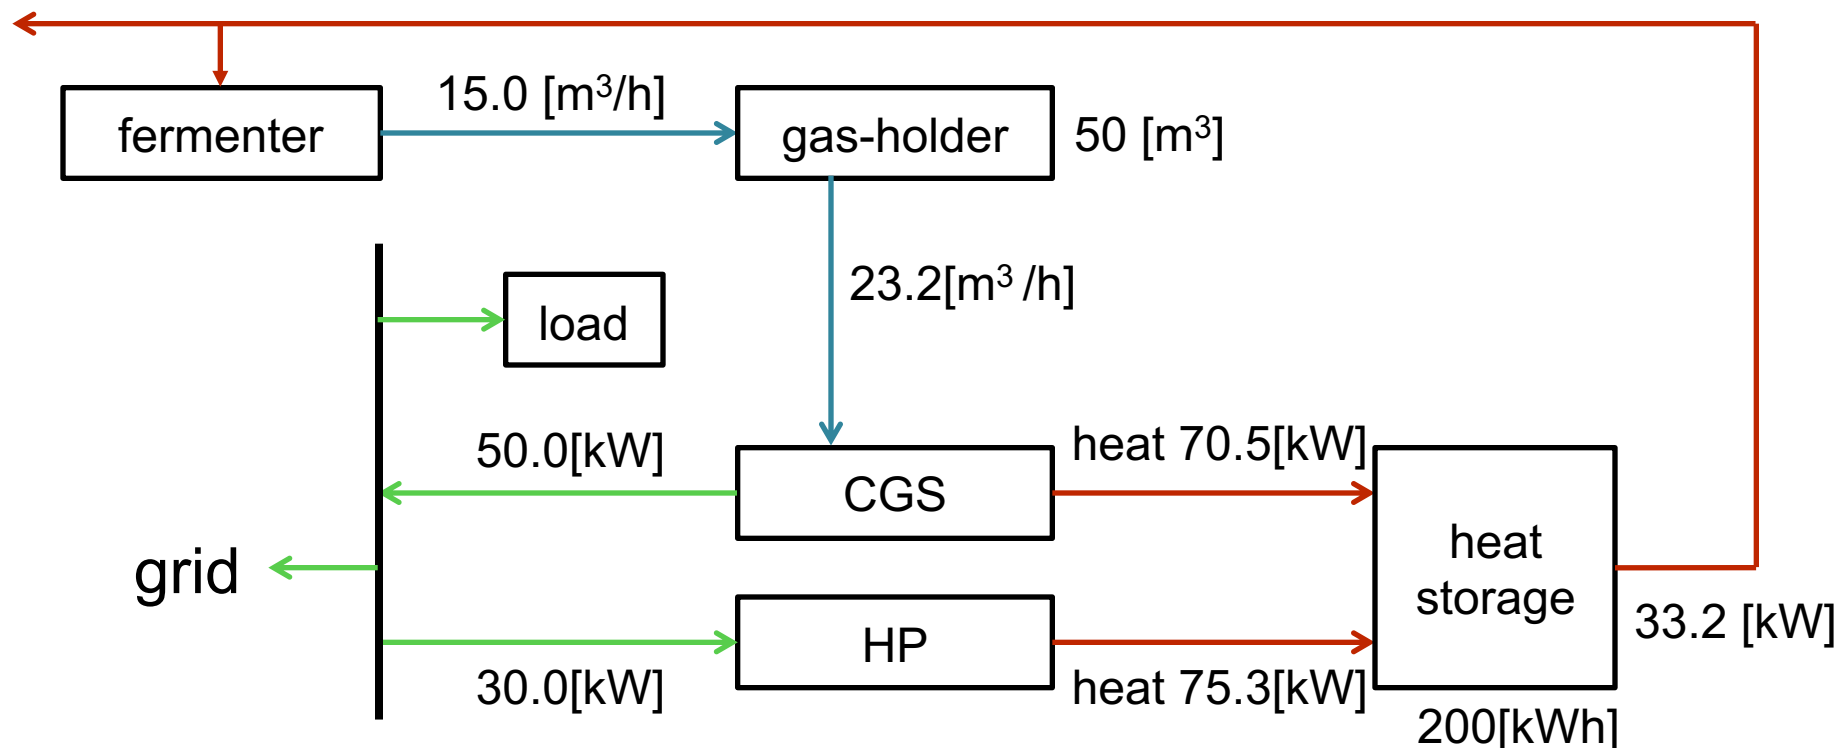 15.0 [m³/h]
fermenter
gas-holder
50 [m³]
23.2[m³ /h]
load
50.0[kW]
heat 70.5[kW]
CGS
grid
heat
storage
HP
33.2 [kW]
30.0[kW]
heat 75.3[kW]
200[kWh]